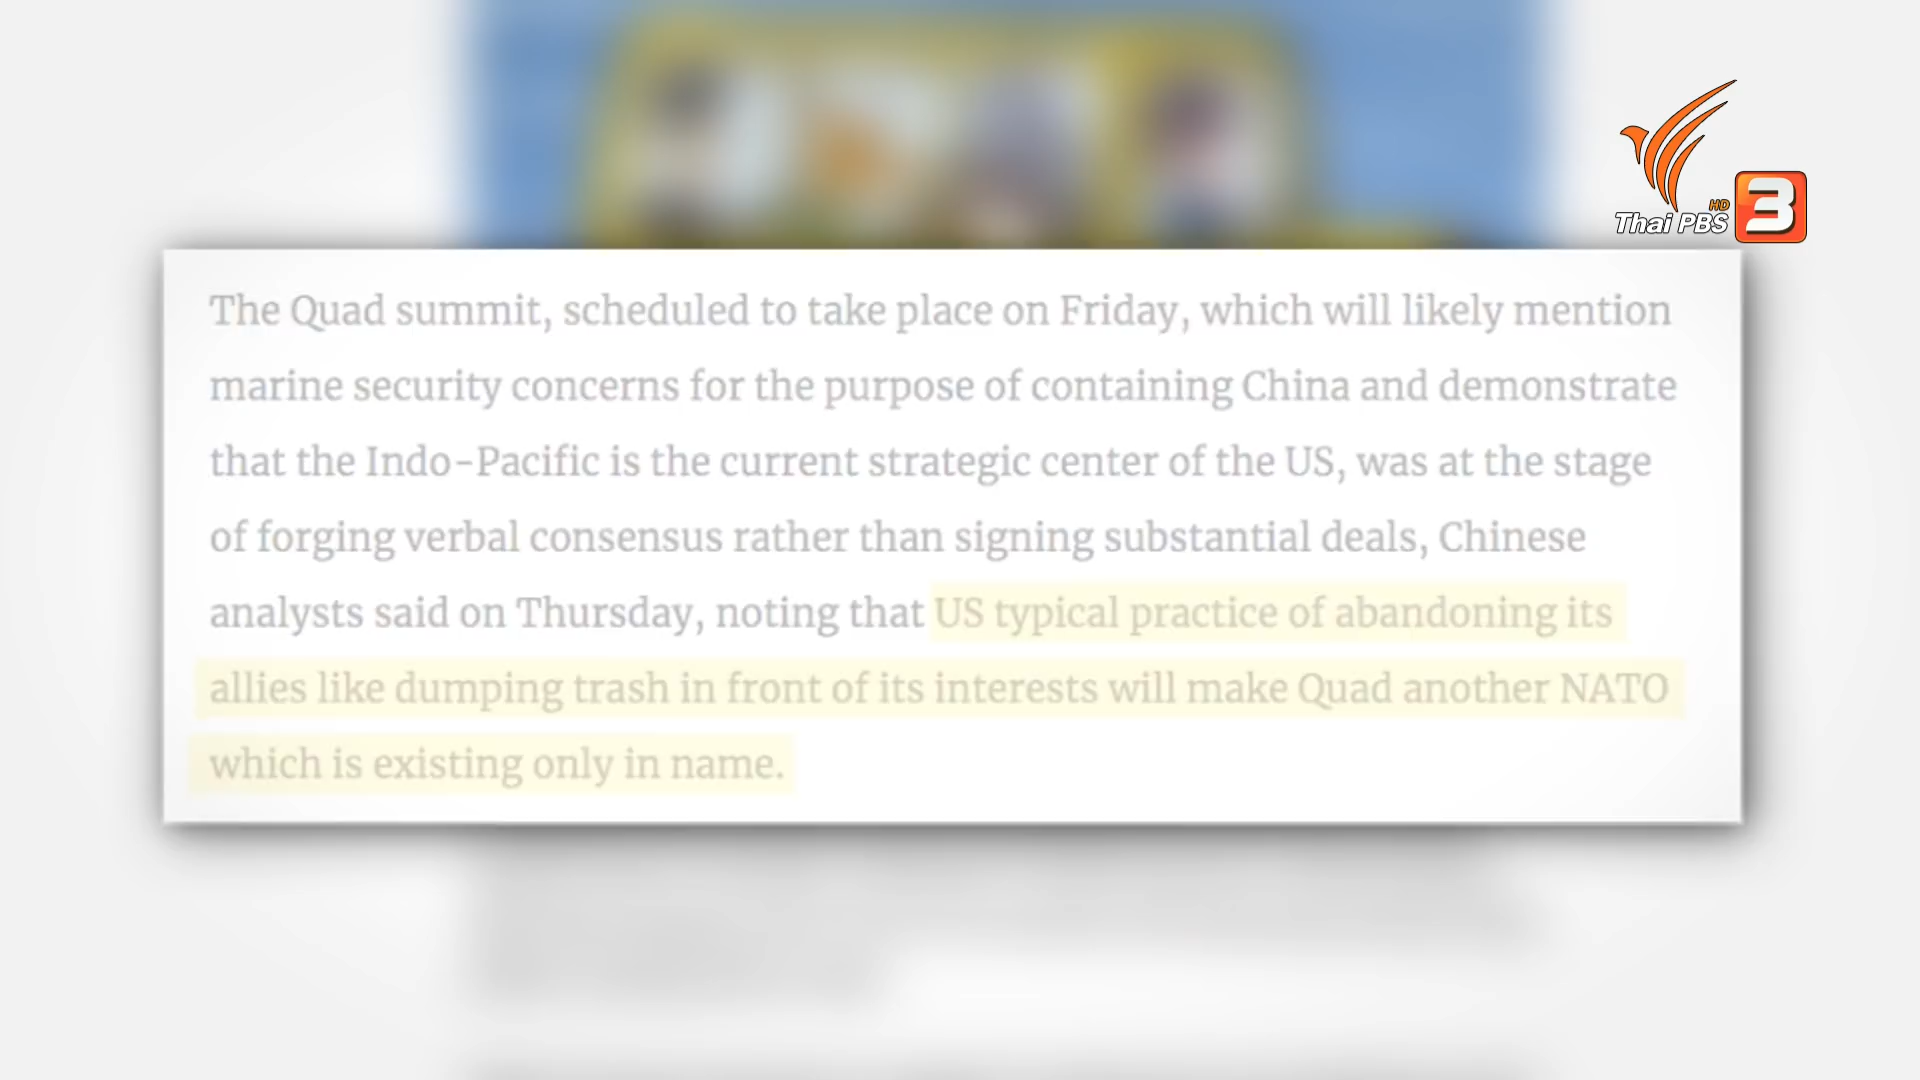 HD
Thai PBS 3
The Quad summit, scheduled to take place on Friday, which will likely mention
marine security concerns for the purpose of containing China and demonstrate
that the Indo-Pacific is the current strategic center of the US, was at the stage
of forging verbal consensus rather than signing substantial deals, Chinese
analysts said on Thursday, noting that US typical practice of abandoning its
allies like dumping trash in front of its interests will make Quad another NATO
which is existing only in name.